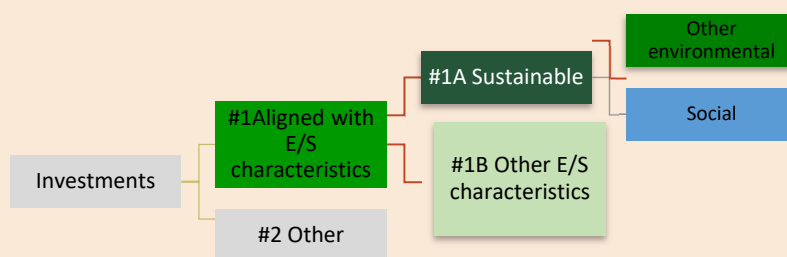 Investments
#1Aligned with
E/S
characteristics
#2 Other
#1A Sustainable
#1B Other E/S
characteristics
Other
environmental
Social